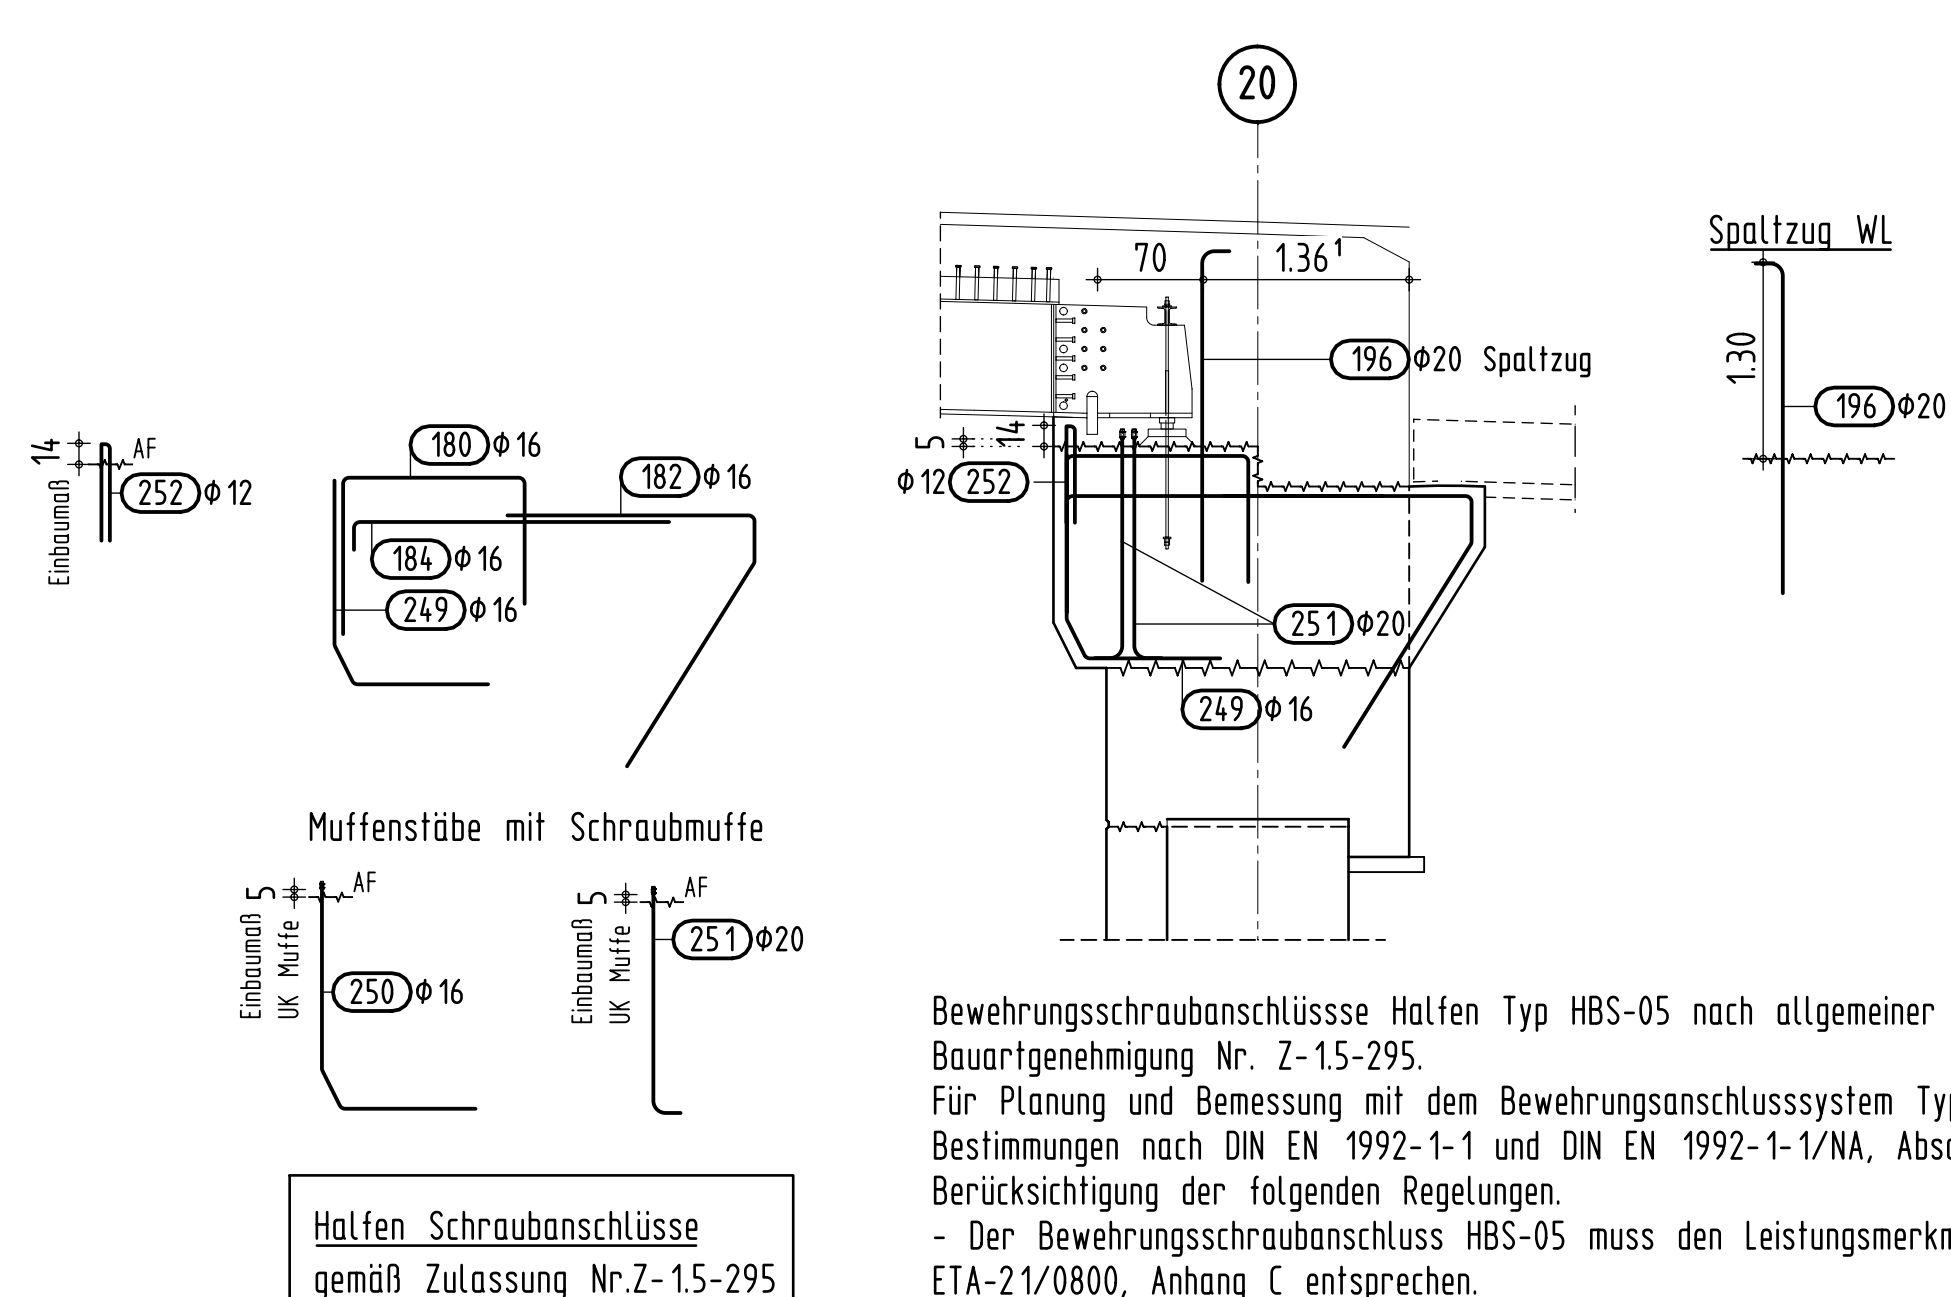 20
Spaltzug WL
70
1.36¹
1.30
196 Φ20 Spaltzug
196 Φ20
14
AF
Einbaumaß
252 Φ12
180 Φ16
182 Φ16
184 Φ16
249 Φ16
5
14
Φ12 252
251 Φ20
249 Φ16
Muffenstäbe mit Schraubmuffe
Einbaumaß 5
UK Muffe
AF
250 Φ16
Einbaumaß 5
UK Muffe
AF
251 Φ20
Halfen Schraubanschlüsse
gemäß Zulassung Nr.Z-1.5-295
Bewehrungsschraubanschlüssse Halfen Typ HBS-05 nach allgemeiner
Bauartgenehmigung Nr. Z-1.5-295.
Für Planung und Bemessung mit dem Bewehrungsanschlusssystem Typ
Bestimmungen nach DIN EN 1992-1-1 und DIN EN 1992-1-1/NA,
Berücksichtigung der folgenden Regelungen.
- Der Bewehrungsschraubanschluss HBS-05 muss den
ETA-21/0800, Anhang C entsprechen.